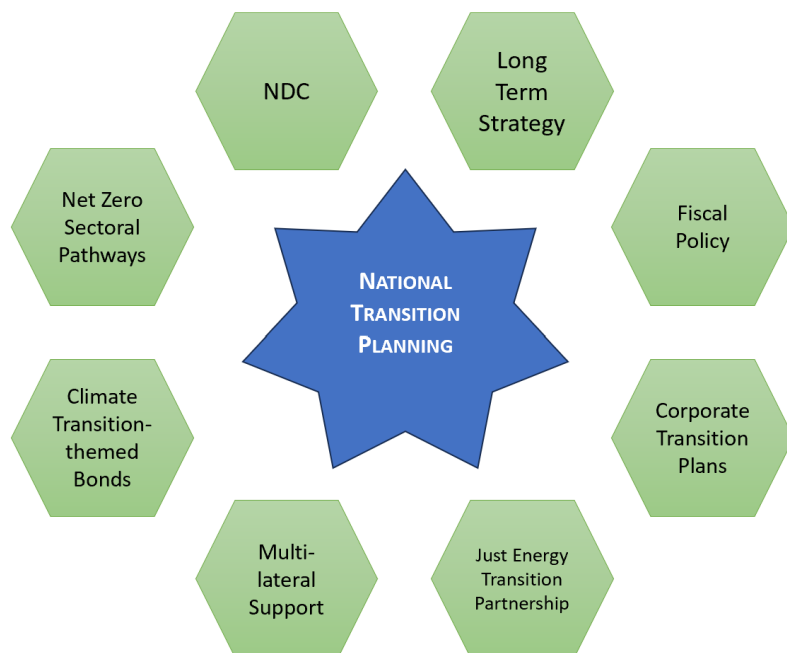 NDC
Long
Term
Strategy
Net Zero
Sectoral
Pathways
Fiscal
Policy
NATIONAL
TRANSITION
PLANNING
Climate
Transition-
themed
Bonds
Corporate
Transition
Plans
Multi-
lateral
Support
Just Energy
Transition
Partnership